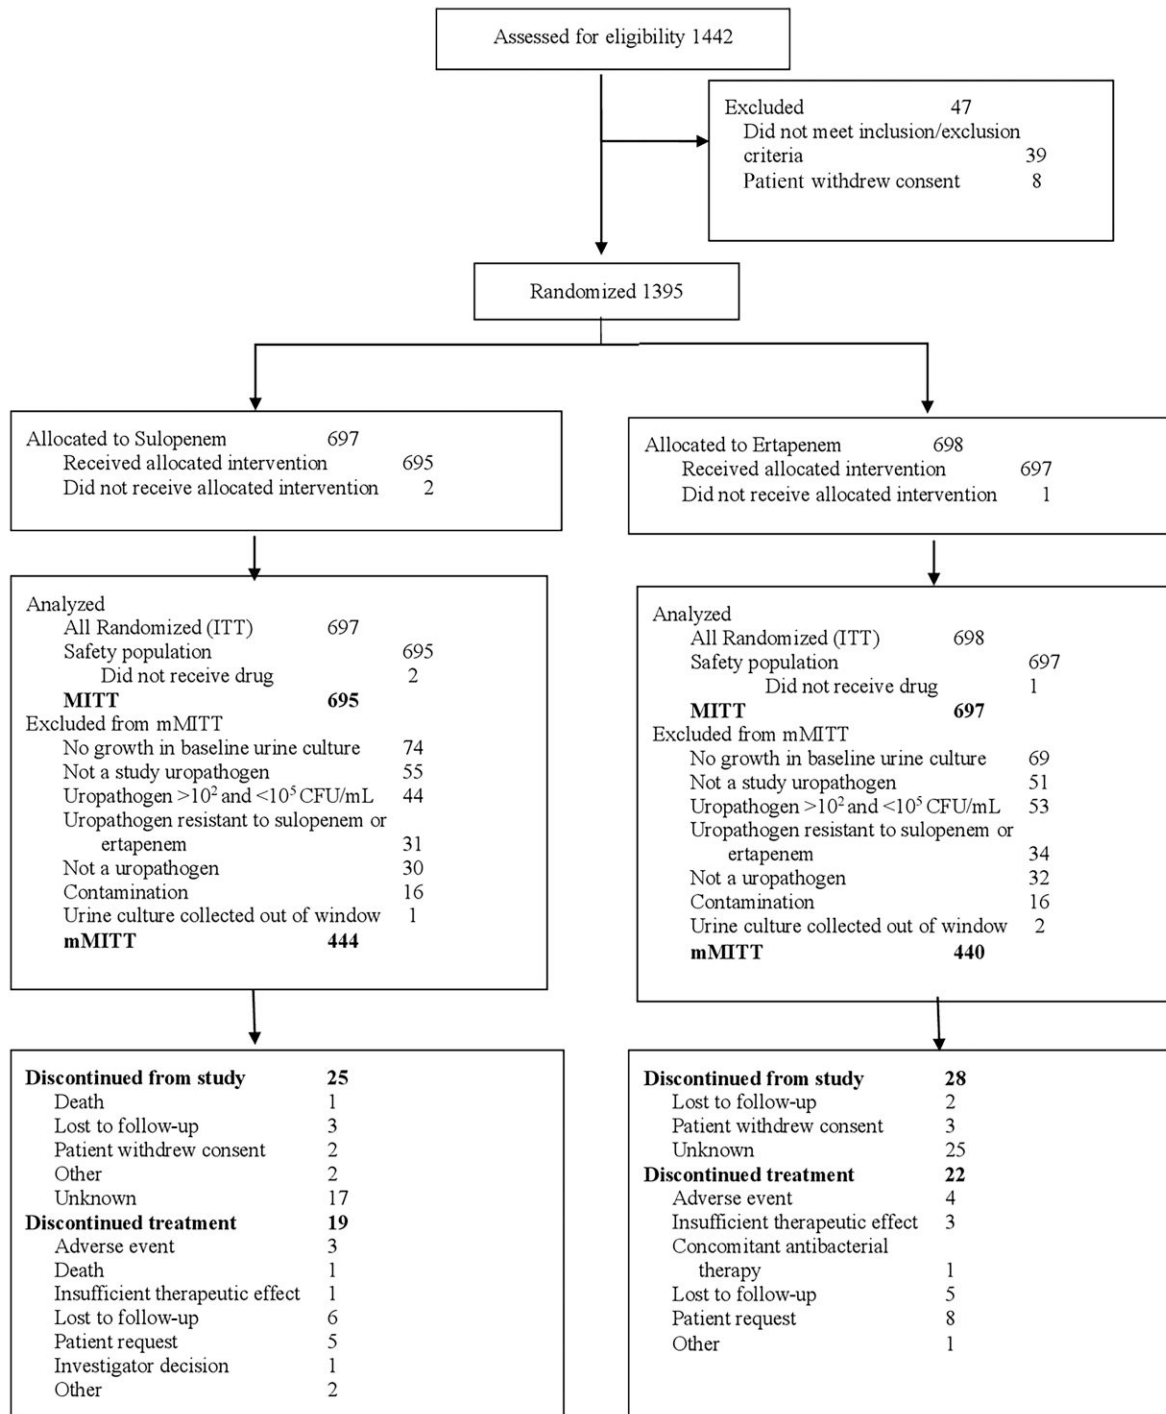 Assessed for eligibility 1442
Excluded 47
Did not meet inclusion/exclusion
criteria 39
Patient withdrew consent 8
Randomized 1395
Allocated to Sulopenem 697
Received allocated intervention 695
Did not receive allocated intervention 2
Allocated to Ertapenem 698
Received allocated intervention 697
Did not receive allocated intervention 1
Analyzed
All Randomized (ITT) 697
Safety population 695
Did not receive drug 2
MITT 695
Excluded from mMITT
No growth in baseline urine culture 74
Not a study uropathogen 55
Uropathogen >10² and <10⁵ CFU/mL 44
Uropathogen resistant to sulopenem or
ertapenem 31
Not a uropathogen 30
Contamination 16
Urine culture collected out of window 1
mMITT 444
Analyzed
All Randomized (ITT) 698
Safety population 697
Did not receive drug 1
MITT 697
Excluded from mMITT
No growth in baseline urine culture 69
Not a study uropathogen 51
Uropathogen >10² and <10⁵ CFU/mL 53
Uropathogen resistant to sulopenem or
ertapenem 34
Not a uropathogen 32
Contamination 16
Urine culture collected out of window 2
mMITT 440
Discontinued from study 25
Death 1
Lost to follow-up 3
Patient withdrew consent 2
Other 2
Unknown 17
Discontinued treatment 19
Adverse event 3
Death 1
Insufficient therapeutic effect 1
Lost to follow-up 6
Patient request 5
Investigator decision 1
Other 2
Discontinued from study 28
Lost to follow-up 2
Patient withdrew consent 3
Unknown 25
Discontinued treatment 22
Adverse event 4
Insufficient therapeutic effect 3
Concomitant antibacterial
therapy 1
Lost to follow-up 5
Patient request 8
Other 1